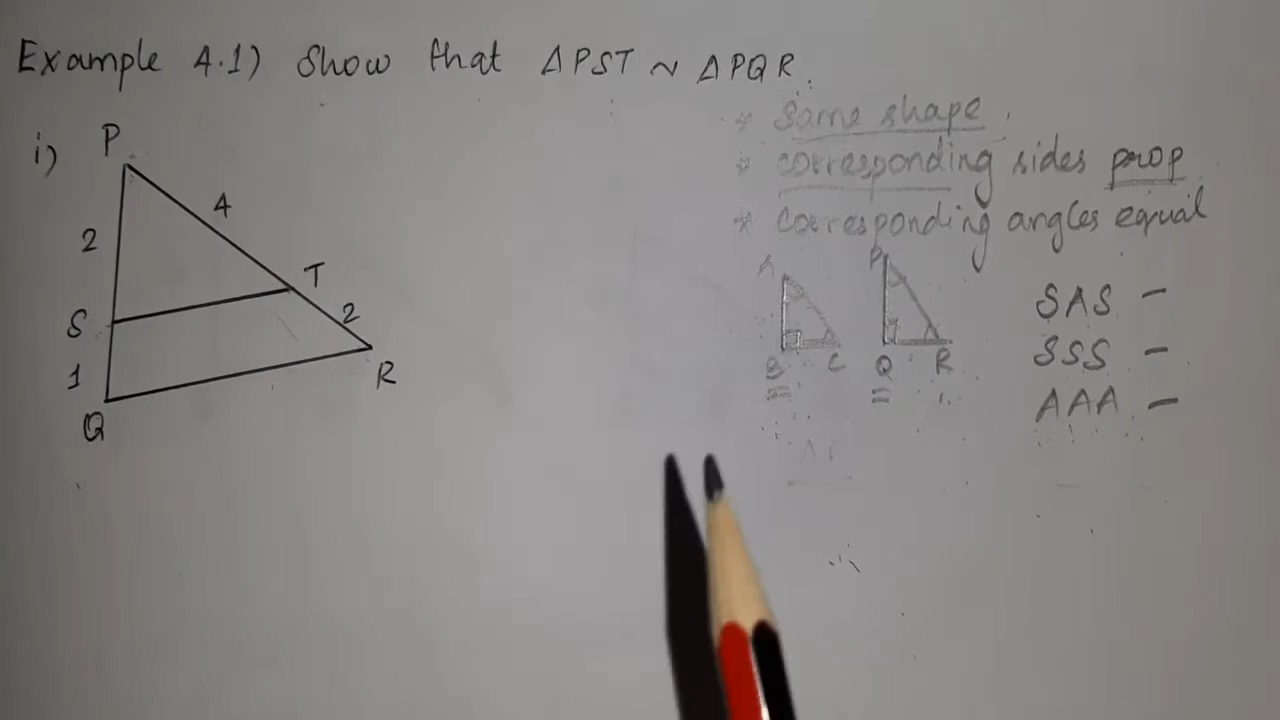 Example 4.1) Show that ΔPST ~ ΔPQR.
* Same shape.
* corresponding sides prop
* corresponding angles equal
i)
P
4
2
T
S
2
1
R
Q
A
P
B C
Q R
SAS –
SSS –
AAA –